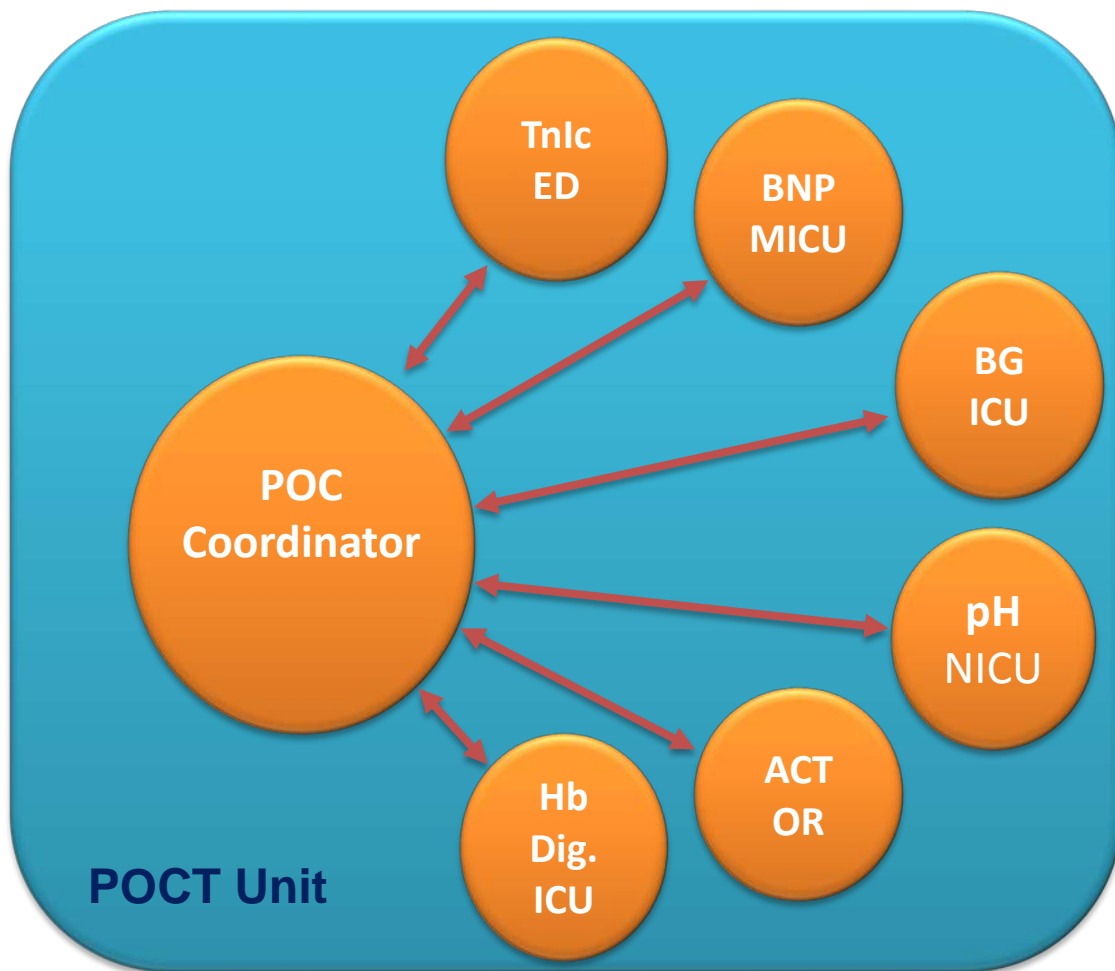 TnIc
ED
BNP
MICU
BG
ICU
POC
Coordinator
pH
NICU
ACT
OR
Hb
Dig.
ICU
POCT Unit